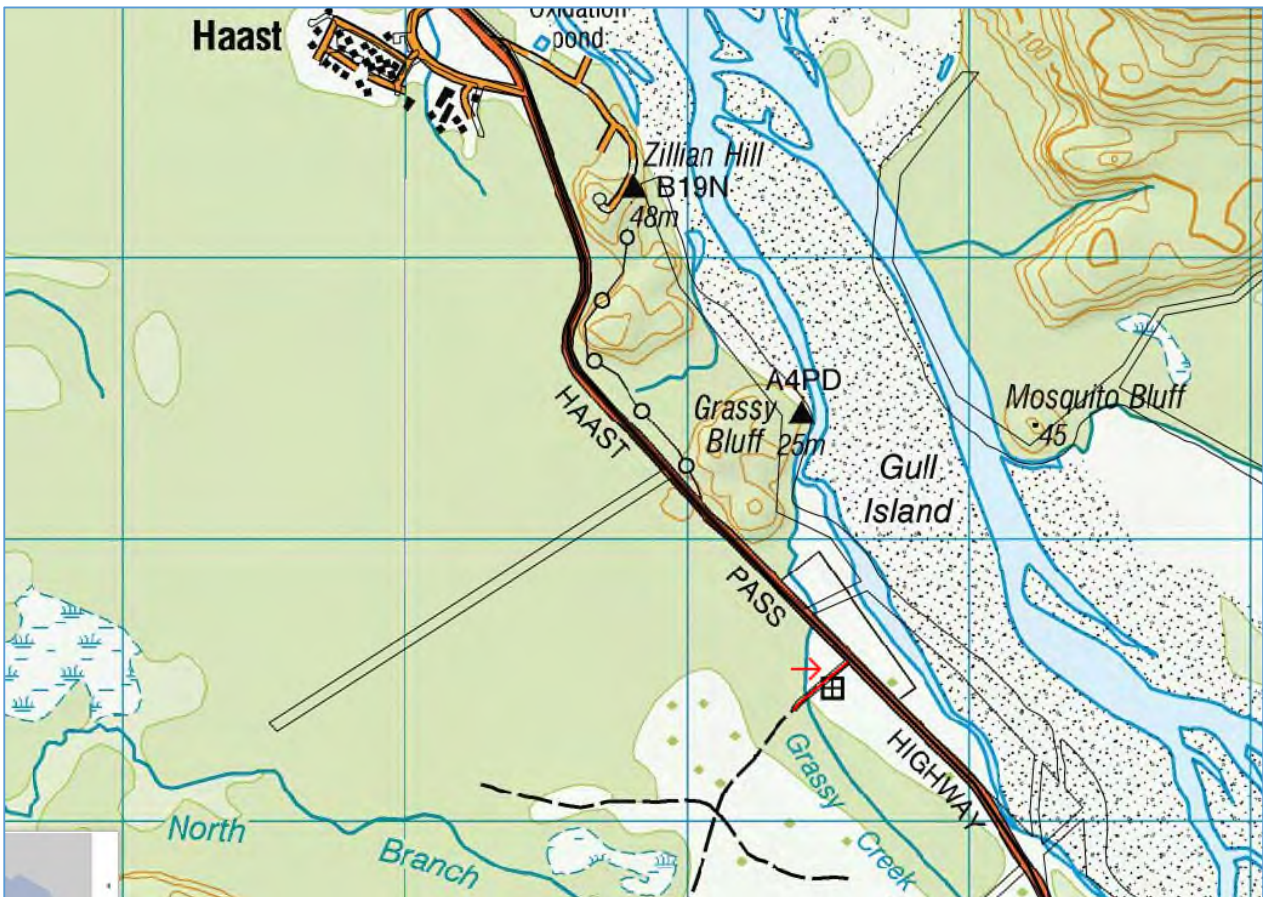 Oxidation
pond
Haast
100
Zillian Hill
B19N
48m
A4PD
Grassy
Bluff 25m
Mosquito Bluff
45
HAAST
PASS
HIGHWAY
Gull
Island
Grassy
Creek
North
Branch